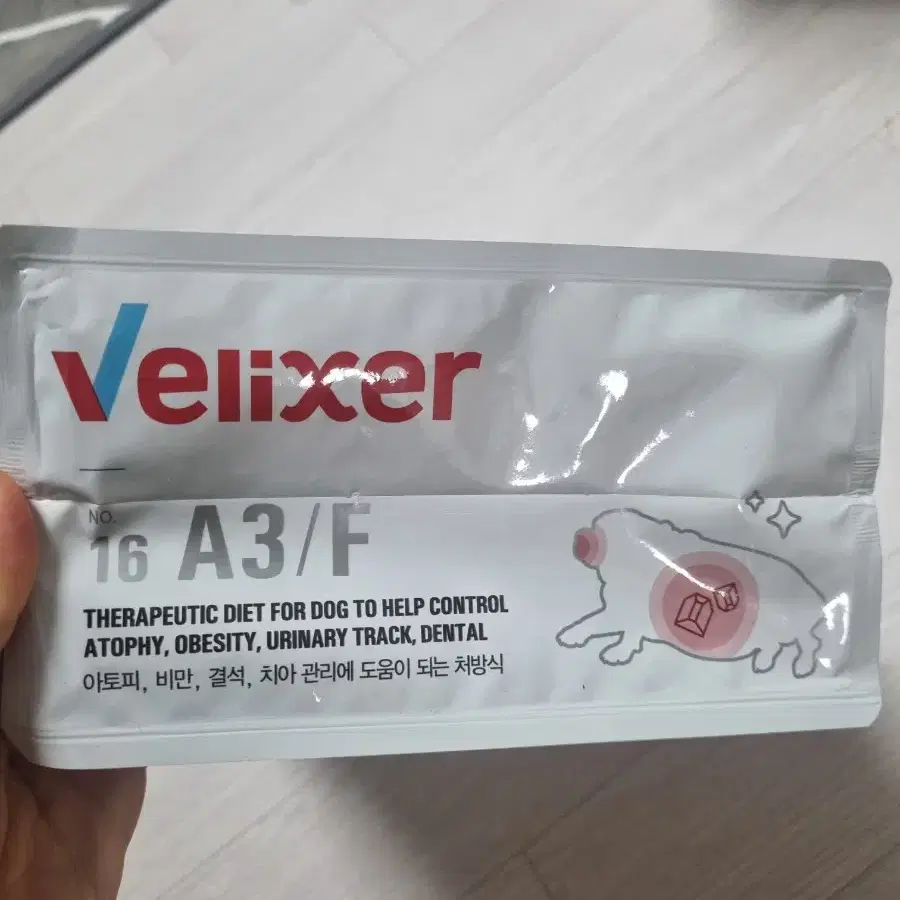 Velixer
NO.
16 A3/F
THERAPEUTIC DIET FOR DOG TO HELP CONTROL
ATOPHY, OBESITY, URINARY TRACK, DENTAL
아토피, 비만, 결석, 치아 관리에 도움이 되는 처방식